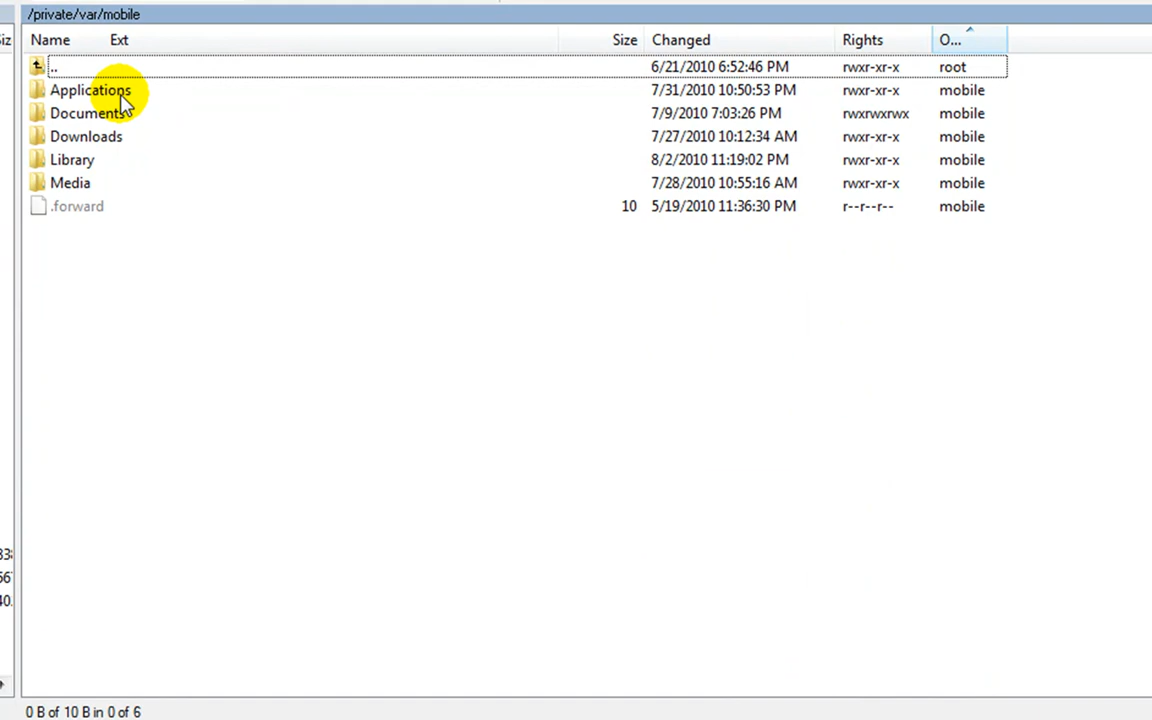 /private/var/mobile
Siz Name Ext Size Changed Rights O...
.. 6/21/2010 6:52:46 PM rwxr-xr-x root
Applications 7/31/2010 10:50:53 PM rwxr-xr-x mobile
Documents 7/9/2010 7:03:26 PM rwxrwxrwx mobile
Downloads 7/27/2010 10:12:34 AM rwxr-xr-x mobile
Library 8/2/2010 11:19:02 PM rwxr-xr-x mobile
Media 7/28/2010 10:55:16 AM rwxr-xr-x mobile
.forward 10 5/19/2010 11:36:30 PM r--r--r-- mobile
40.
0 B of 10 B in 0 of 6